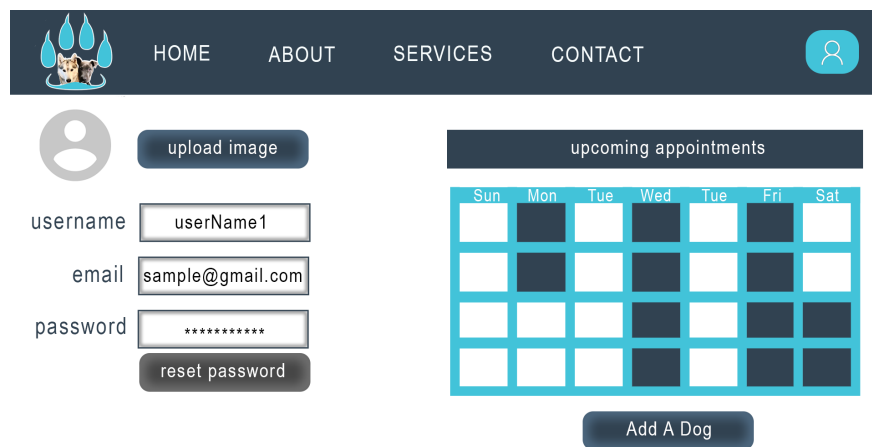 HOME ABOUT SERVICES CONTACT
upload image
username userName1
email sample@gmail.com
password ***********
reset password
upcoming appointments
Sun Mon Tue Wed Tue Fri Sat
Add A Dog